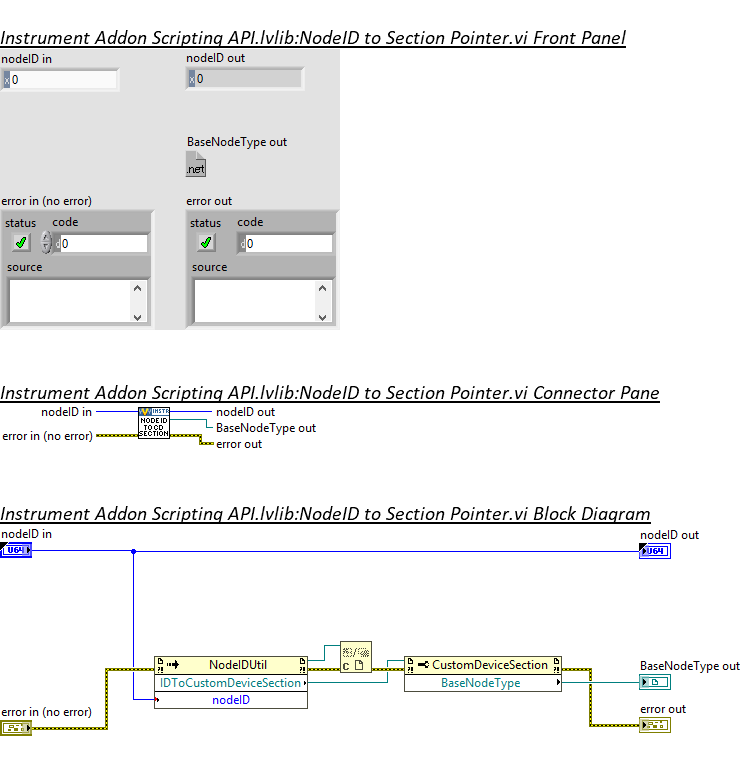 Instrument Addon Scripting API.lvlib:NodeID to Section Pointer.vi Front Panel
nodeID in
nodeID out
x 0
x 0
BaseNodeType out
.net
error in (no error)
error out
status code
status code
d 0
d 0
source
source
Instrument Addon Scripting API.lvlib:NodeID to Section Pointer.vi Connector Pane
nodeID in
INSTR
NODE ID
TO CD
SECTION
nodeID out
BaseNodeType out
error in (no error)
error out
Instrument Addon Scripting API.lvlib:NodeID to Section Pointer.vi Block Diagram
nodeID in
nodeID out
U64
U64
NodeIDUtil
CustomDeviceSection
C
IDToCustomDeviceSection
BaseNodeType
nodeID
BaseNodeType out
error in (no error)
error out